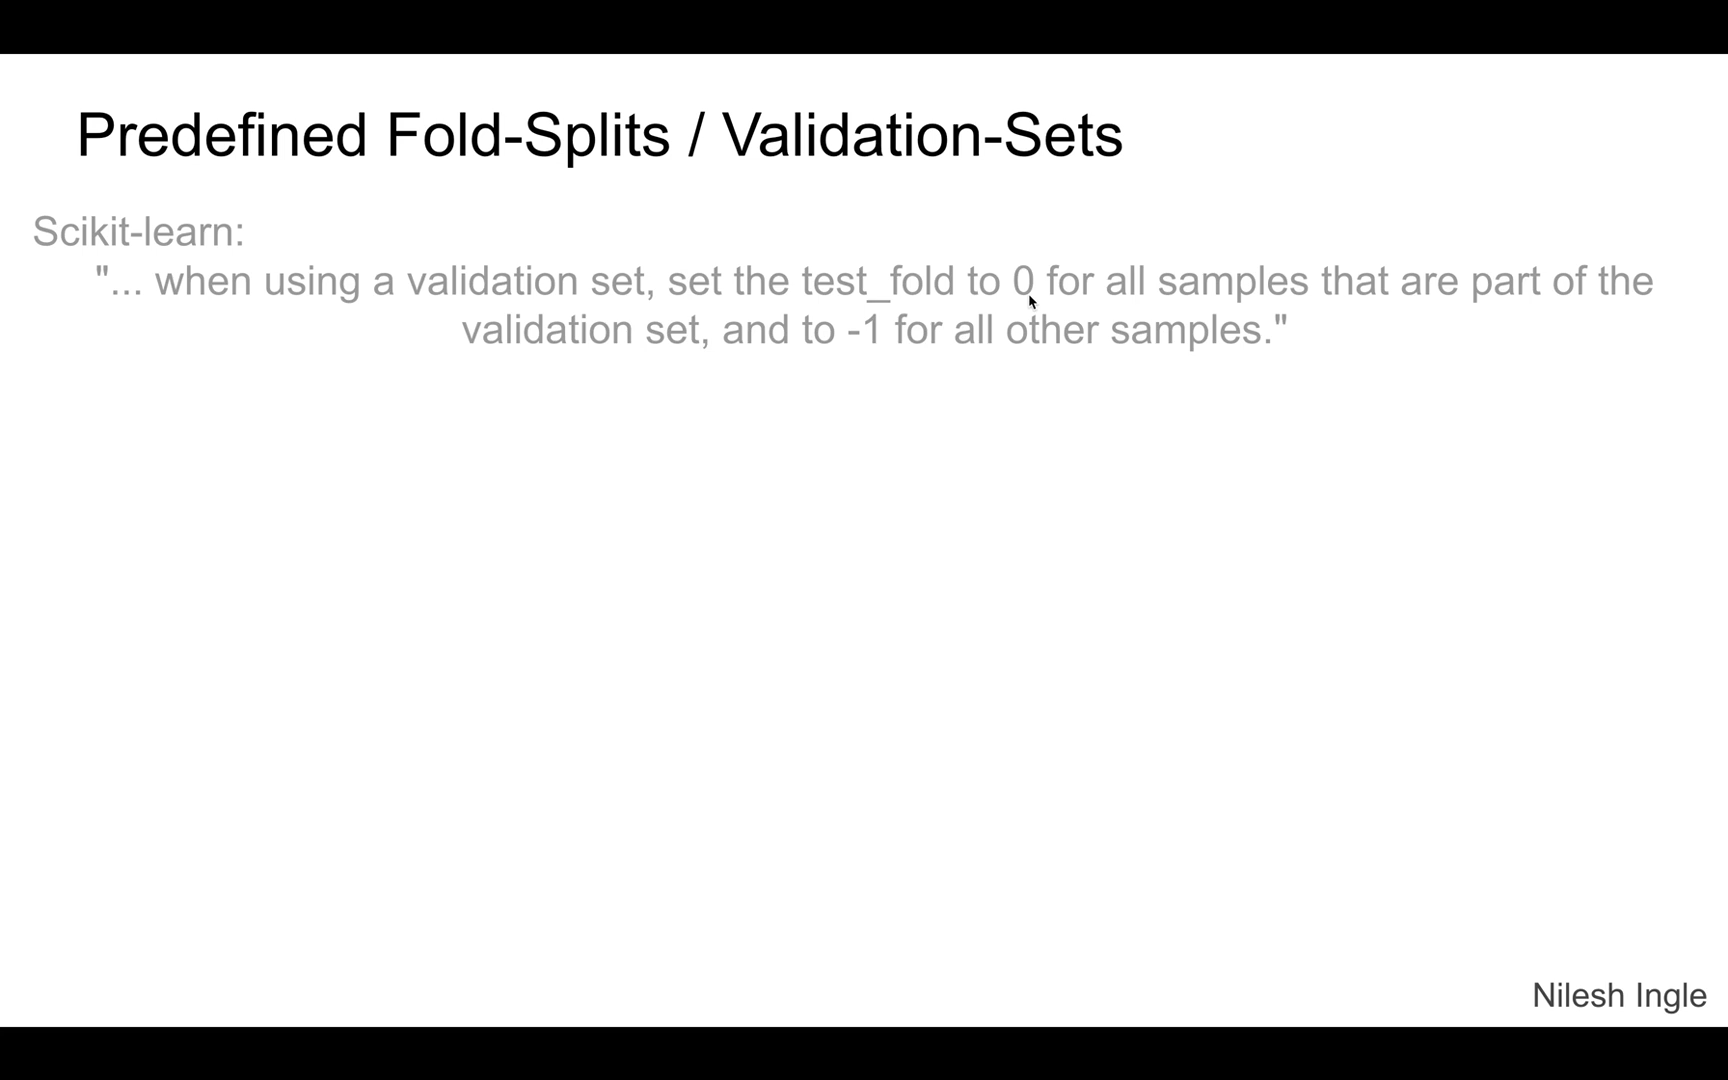 Predefined Fold-Splits / Validation-Sets
Scikit-learn:
"... when using a validation set, set the test_fold to 0 for all samples that are part of the
validation set, and to -1 for all other samples."
Nilesh Ingle